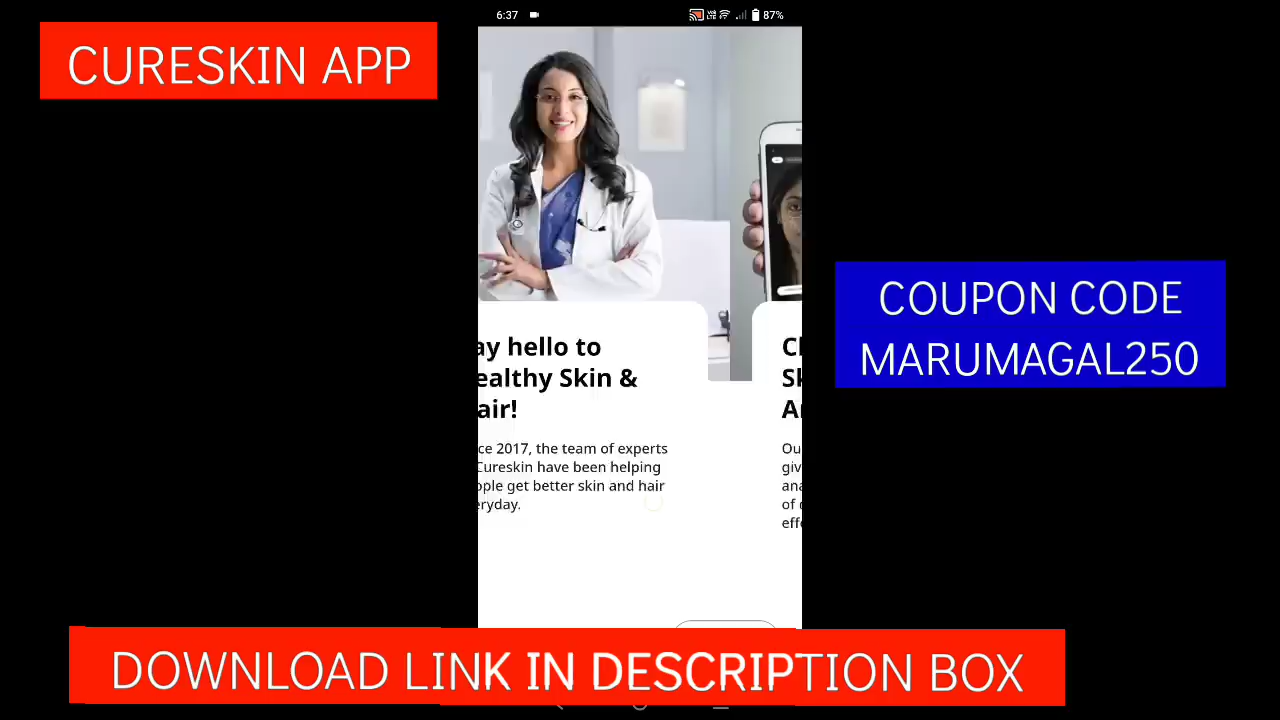 6:37
87%
CURESKIN APP
COUPON CODE
MARUMAGAL250
ay hello to
ealthy Skin &
air!
ce 2017, the team of experts
Cureskin have been helping
ople get better skin and hair
eryday.
DOWNLOAD LINK IN DESCRIPTION BOX